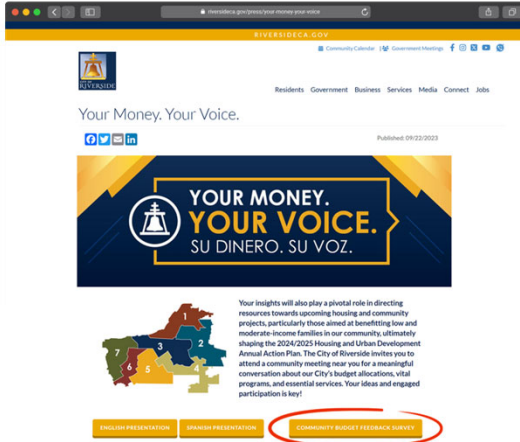 riversideca.gov/press/your-money-your-voice
RIVERSIDECA.GOV
Community Calendar | Government Meetings
CITY OF
RIVERSIDE
Residents Government Business Services Media Connect Jobs
Your Money. Your Voice.
Published: 09/22/2023
YOUR MONEY.
YOUR VOICE.
SU DINERO. SU VOZ.
Your insights will also play a pivotal role in directing
resources towards upcoming housing and community
projects, particularly those aimed at benefitting low and
moderate-income families in our community, ultimately
shaping the 2024/2025 Housing and Urban Development
Annual Action Plan. The City of Riverside invites you to
attend a community meeting near you for a meaningful
conversation about our City's budget allocations, vital
programs, and essential services. Your ideas and engaged
participation is key!
1
2
3
4
5
6
7
ENGLISH PRESENTATION SPANISH PRESENTATION COMMUNITY BUDGET FEEDBACK SURVEY